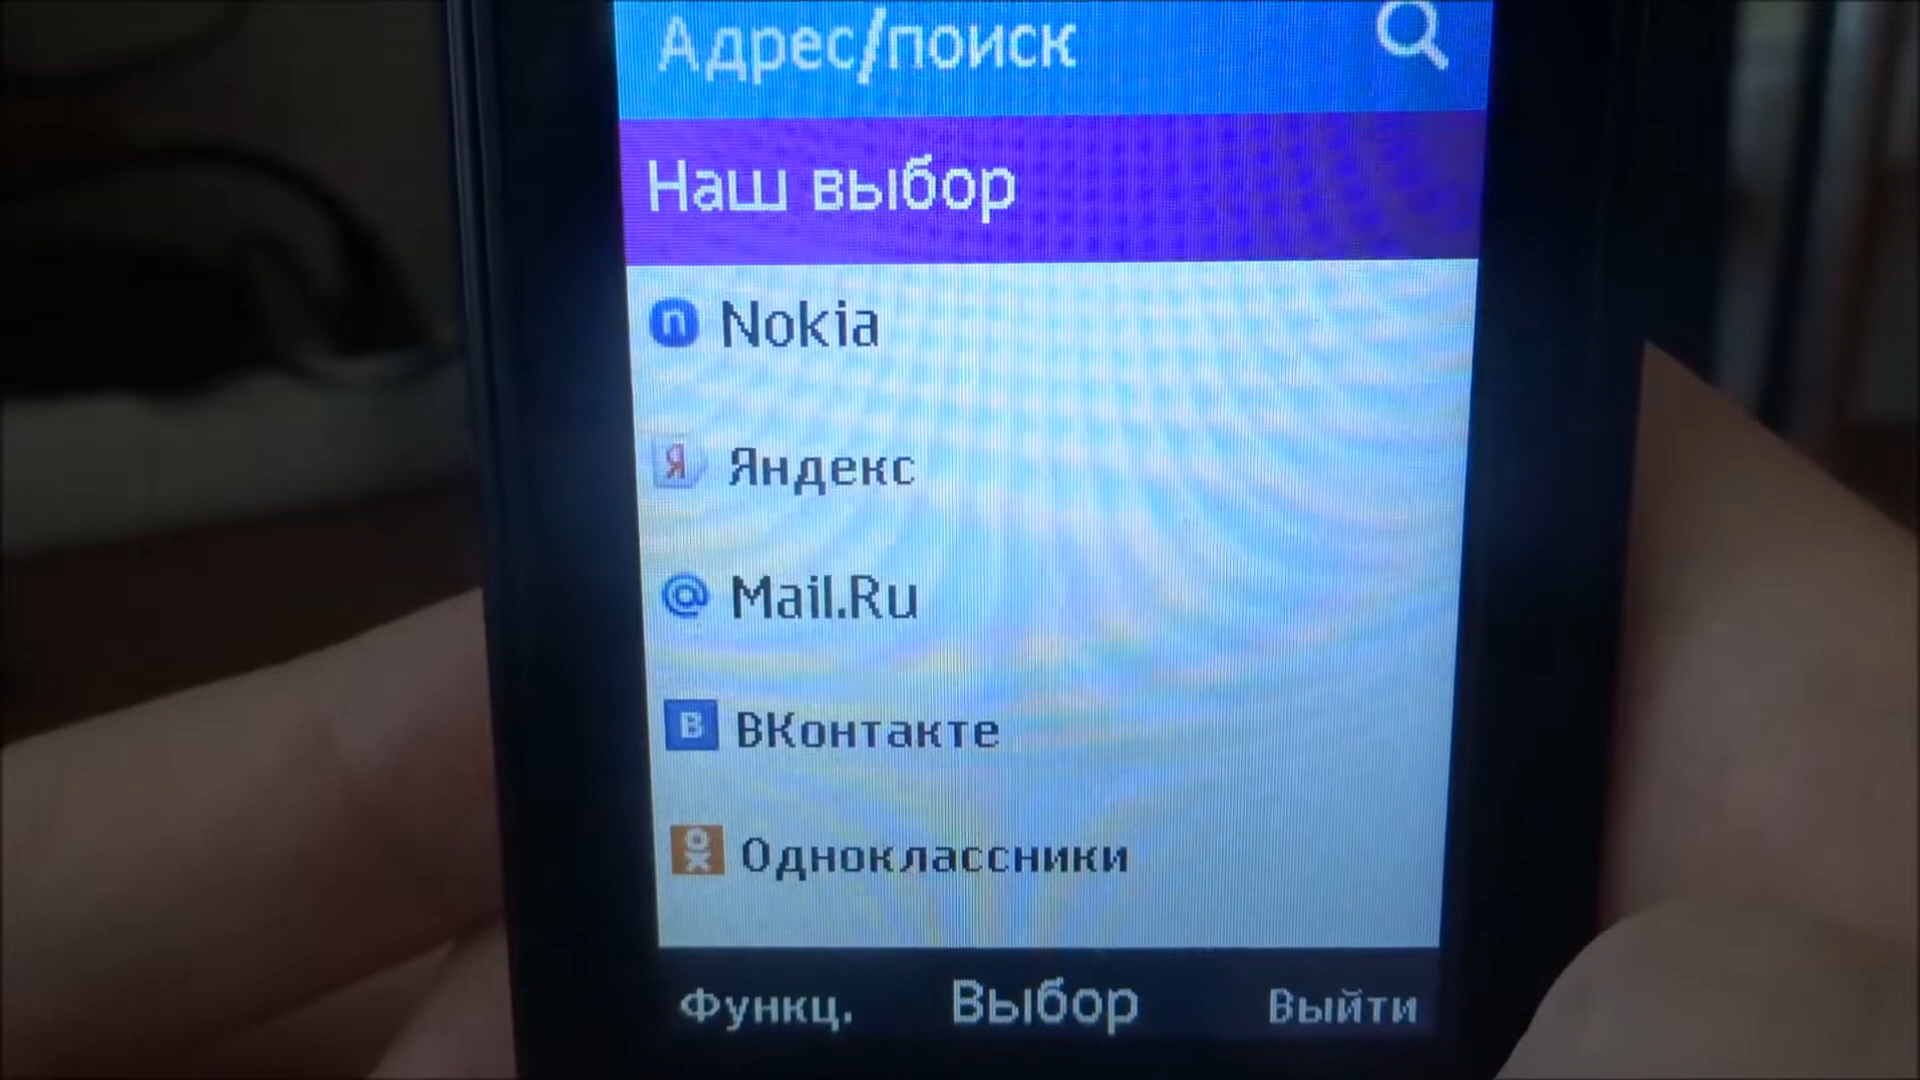 Адрес/поиск
Наш выбор
n Nokia
Я Яндекс
@ Mail.Ru
В ВКонтакте
Одноклассники
Функц. Выбор Выйти